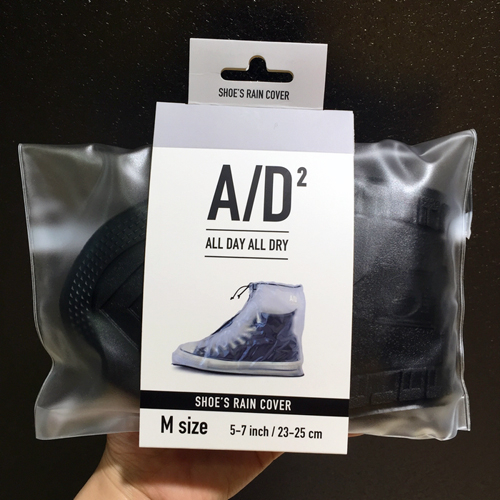 SHOE'S RAIN COVER
A/D²
ALL DAY ALL DRY
SHOE'S RAIN COVER
M size 5-7 inch / 23-25 cm